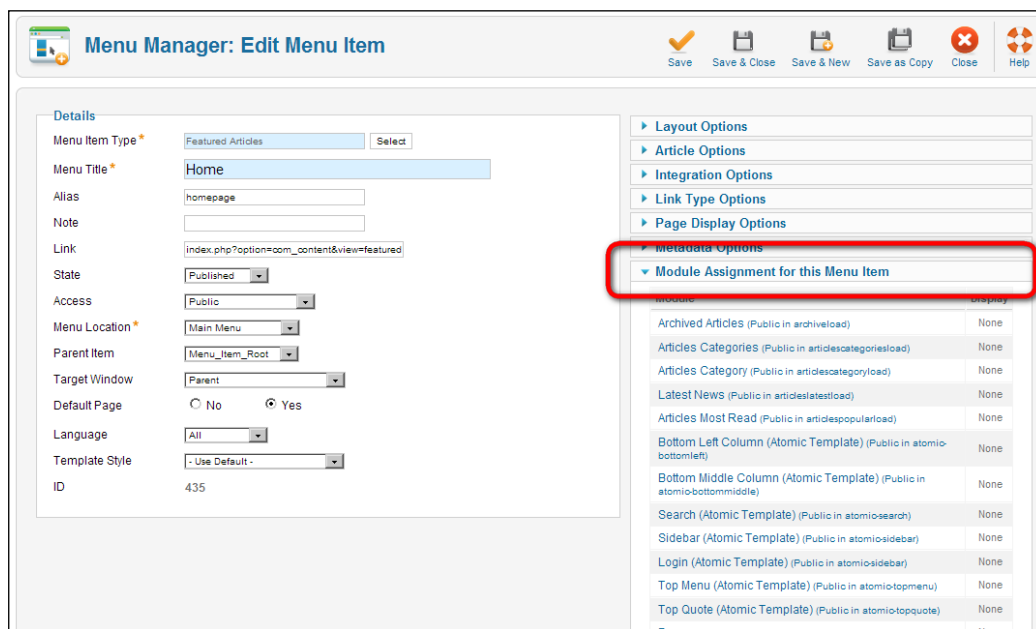 Menu Manager: Edit Menu Item
Save
Save & Close
Save & New
Save as Copy
Close
Help
Details
Menu Item Type *
Featured Articles
Select
Menu Title *
Home
Alias
homepage
Note
Link
index.php?option=com_content&view=featured
State
Published
Access
Public
Menu Location *
Main Menu
Parent Item
Menu_Item_Root
Target Window
Parent
Default Page
No
Yes
Language
All
Template Style
- Use Default -
ID
435
Layout Options
Article Options
Integration Options
Link Type Options
Page Display Options
Metadata Options
Module Assignment for this Menu Item
Module
Display
Archived Articles (Public in archiveload)
None
Articles Categories (Public in articlescategoriesload)
None
Articles Category (Public in articlescategoryload)
None
Latest News (Public in articleslatestload)
None
Articles Most Read (Public in articlespopularload)
None
Bottom Left Column (Atomic Template) (Public in atomic-
bottomleft)
None
Bottom Middle Column (Atomic Template) (Public in
atomic-bottommiddle)
None
Search (Atomic Template) (Public in atomic-search)
None
Sidebar (Atomic Template) (Public in atomic-sidebar)
None
Login (Atomic Template) (Public in atomic-sidebar)
None
Top Menu (Atomic Template) (Public in atomic-topmenu)
None
Top Quote (Atomic Template) (Public in atomic-topquote)
None